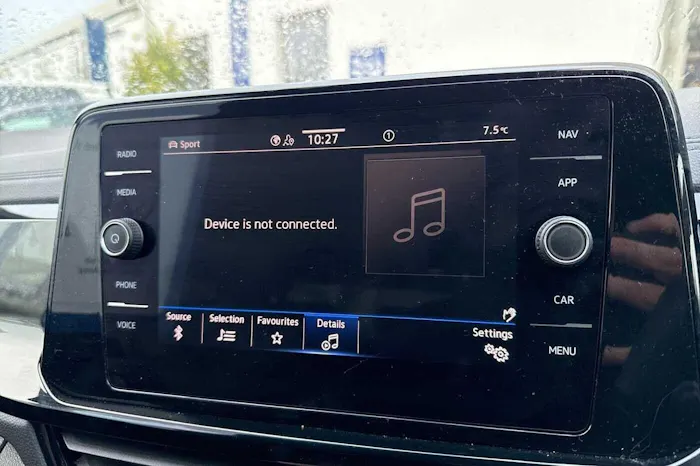 Sport
10:27
1
7.5°C
RADIO
MEDIA
PHONE
VOICE
Device is not connected.
Source
Selection
Favourites
Details
Settings
NAV
APP
CAR
MENU